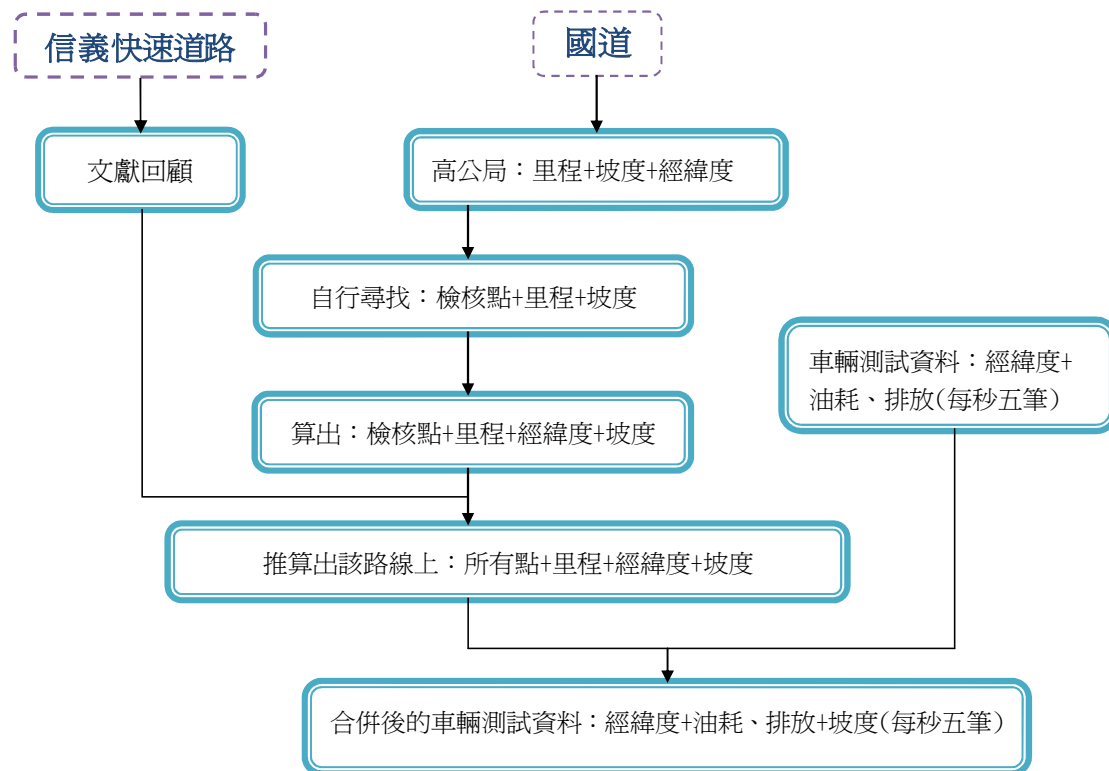 信義快速道路
國道
文獻回顧
高公局：里程+坡度+經緯度
自行尋找：檢核點+里程+坡度
車輛測試資料：經緯度+
油耗、排放(每秒五筆)
算出：檢核點+里程+經緯度+坡度
推算出該路線上：所有點+里程+經緯度+坡度
合併後的車輛測試資料：經緯度+油耗、排放+坡度(每秒五筆)